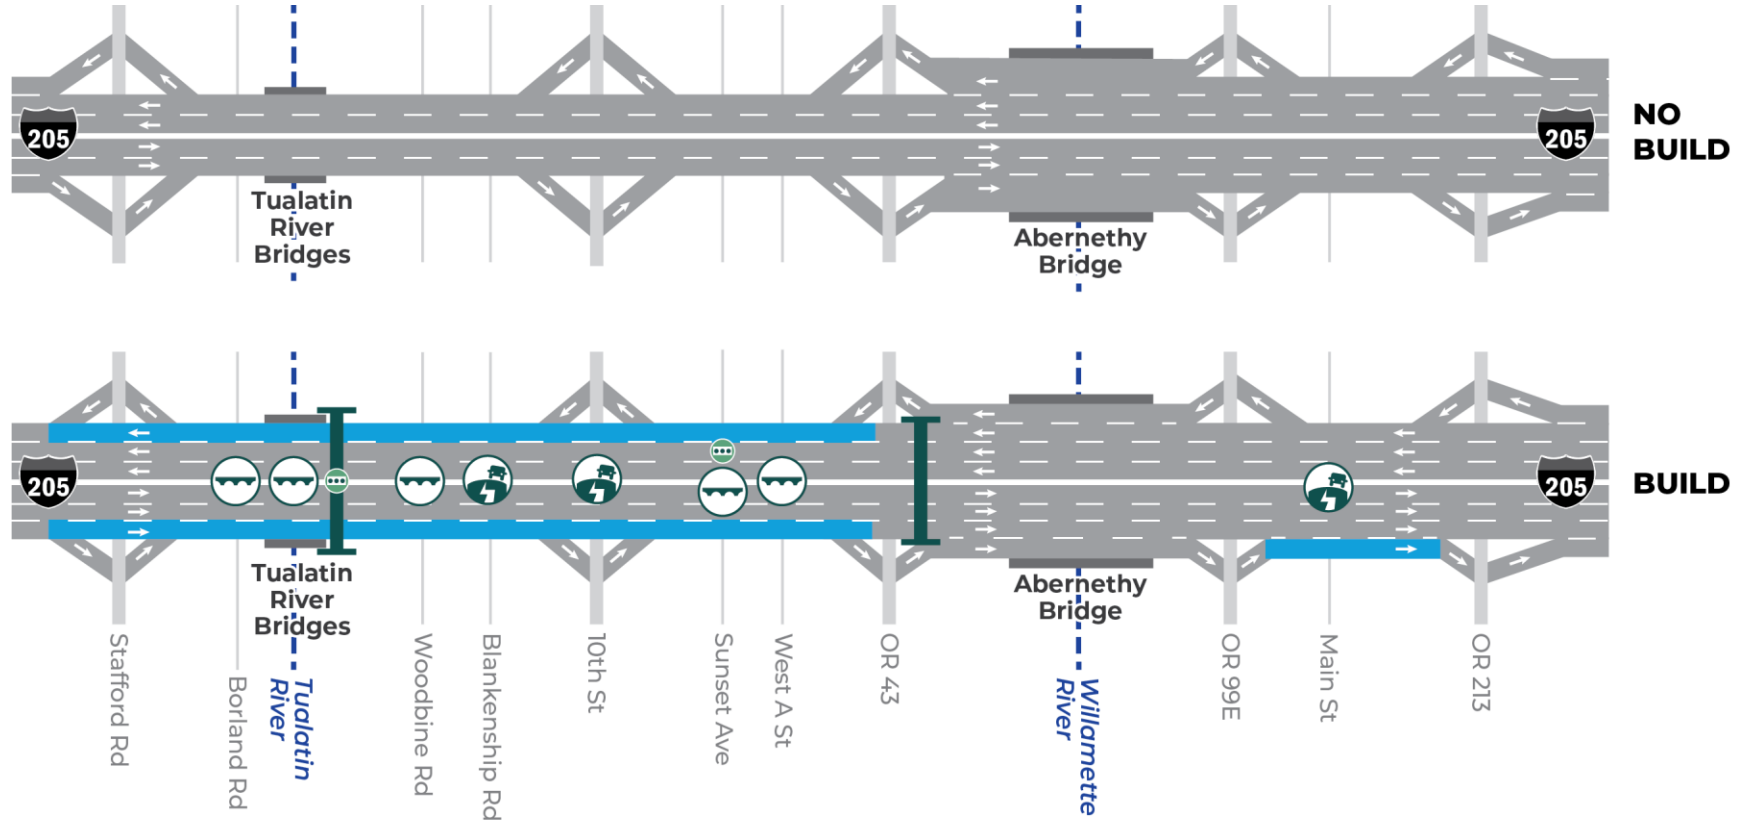 205
205
NO
BUILD
Tualatin
River
Bridges
Abernethy
Bridge
205
205
BUILD
Tualatin
River
Bridges
Abernethy
Bridge
Stafford Rd
Borland Rd
Tualatin
River
Woodbine Rd
Blankenship Rd
10th St
Sunset Ave
West A St
OR 43
Willamette
River
OR 99E
Main St
OR 213